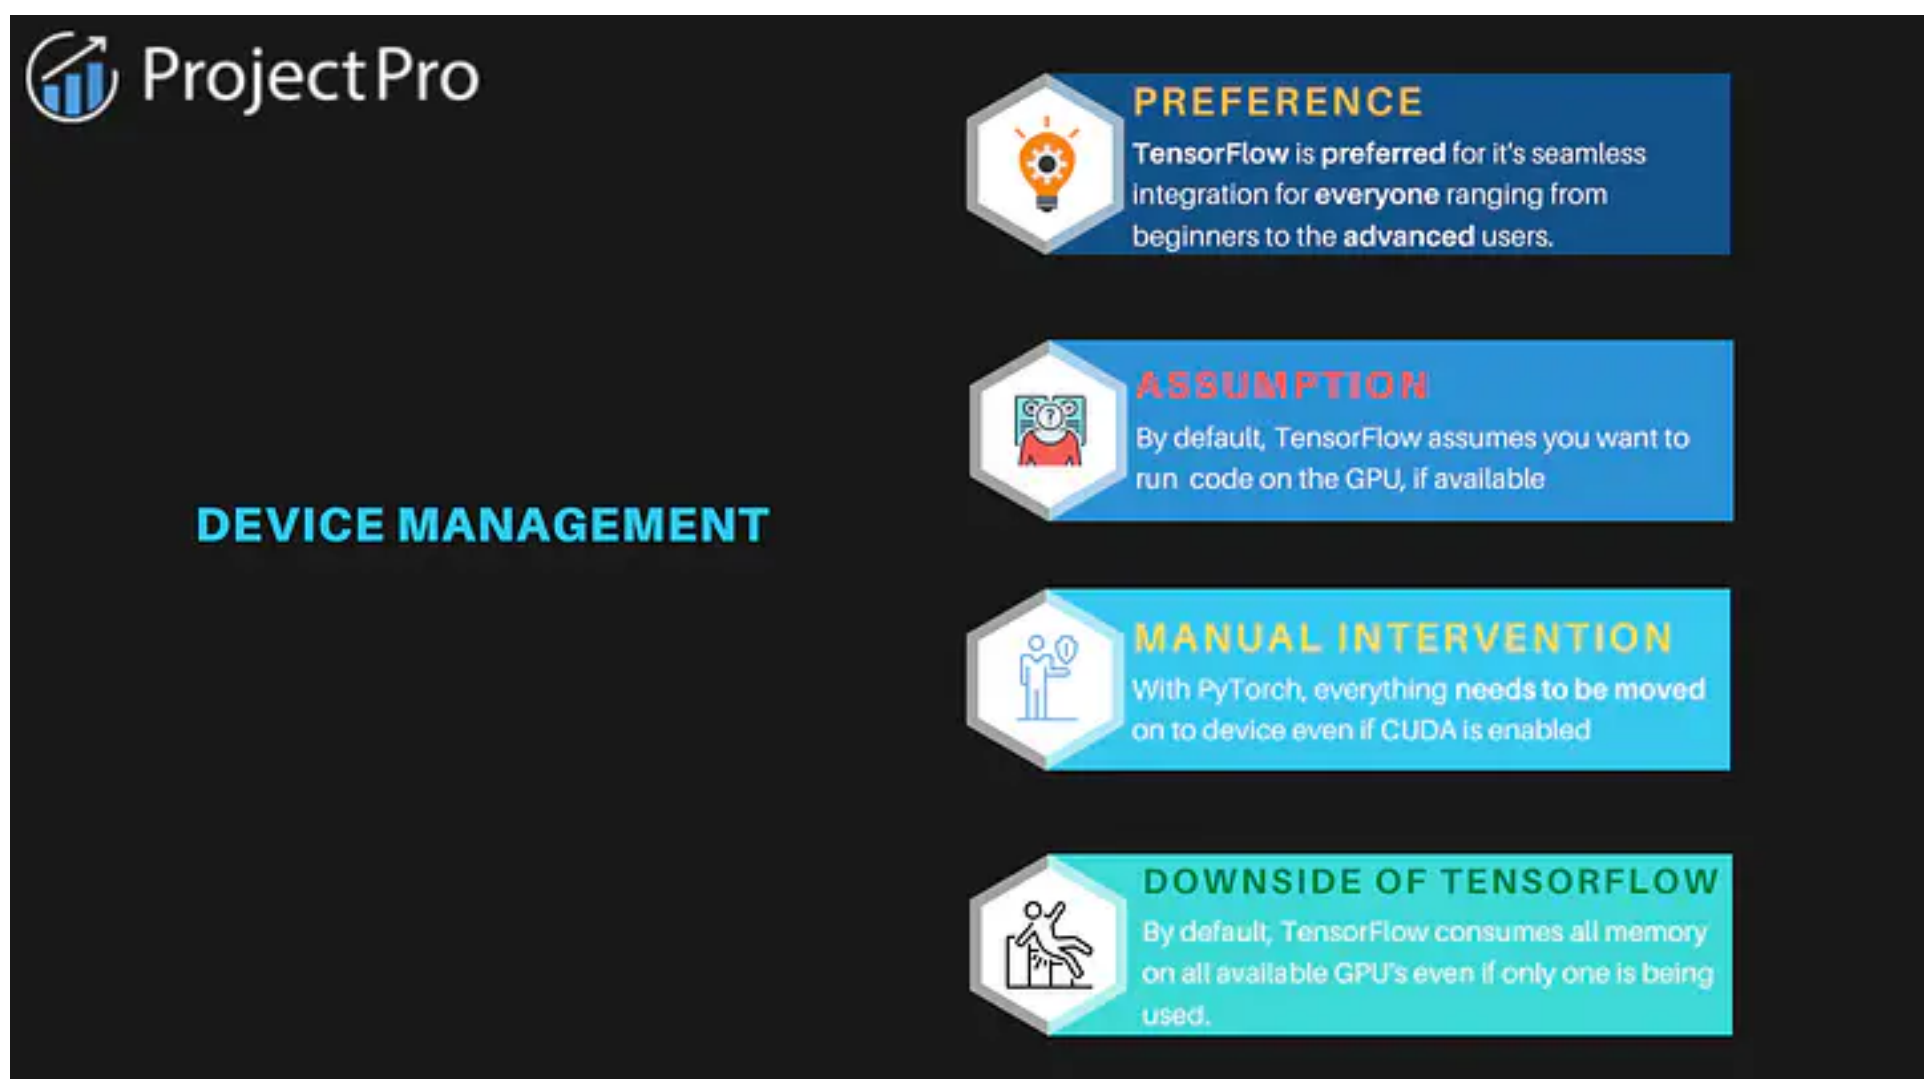 ProjectPro
DEVICE MANAGEMENT
PREFERENCE
TensorFlow is preferred for it's seamless
integration for everyone ranging from
beginners to the advanced users.
ASSUMPTION
By default, TensorFlow assumes you want to
run code on the GPU, if available
MANUAL INTERVENTION
With PyTorch, everything needs to be moved
on to device even if CUDA is enabled
DOWNSIDE OF TENSORFLOW
By default, TensorFlow consumes all memory
on all available GPU's even if only one is being
used.